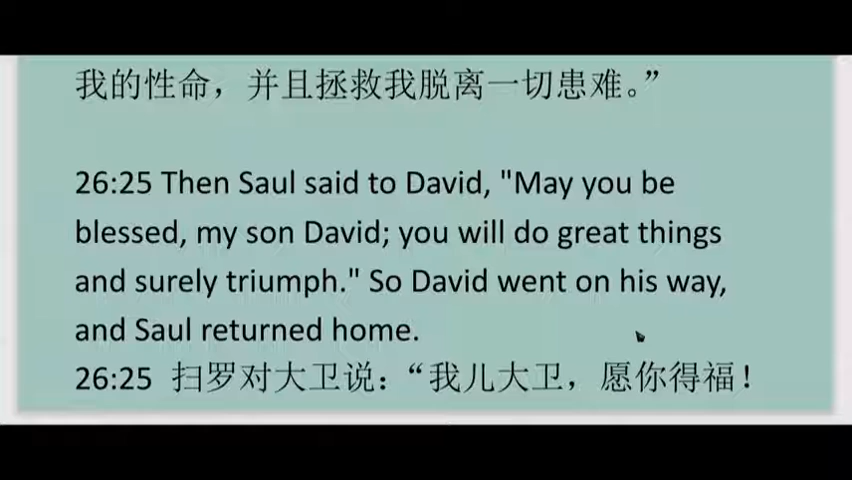 我的性命，并且拯救我脱离一切患难。”
26:25 Then Saul said to David, "May you be
blessed, my son David; you will do great things
and surely triumph." So David went on his way,
and Saul returned home.
26:25 扫罗对大卫说：“我儿大卫，愿你得福！